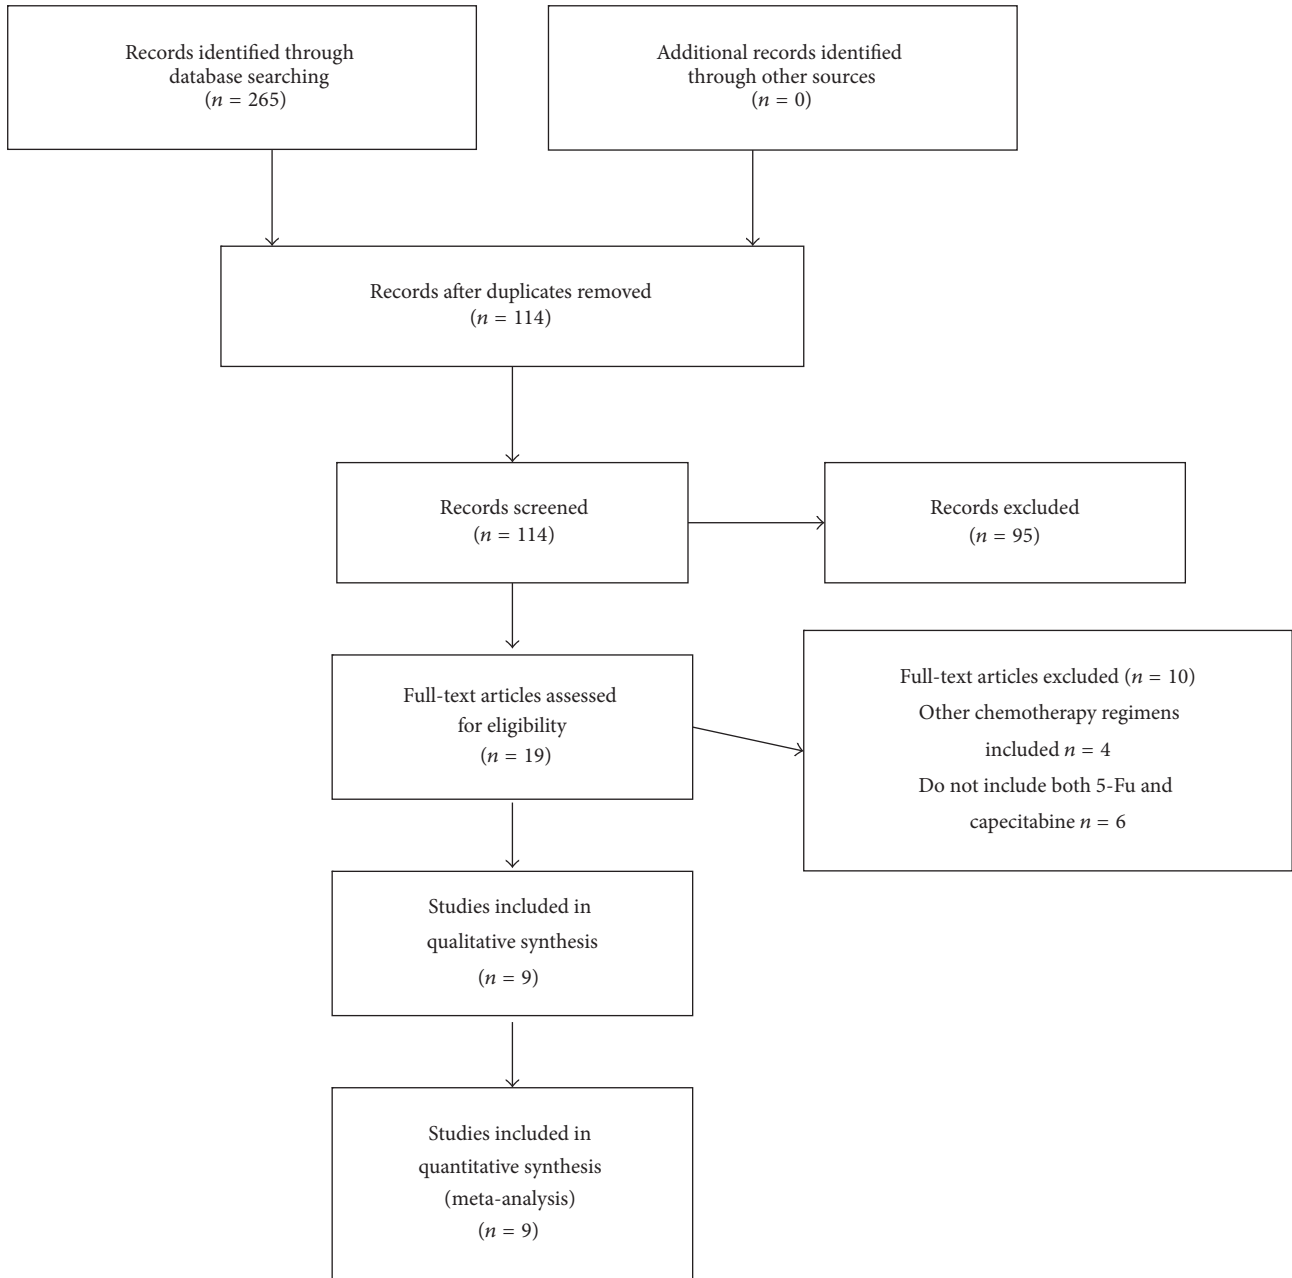 Records identified through
database searching
(n = 265)
Additional records identified
through other sources
(n = 0)
Records after duplicates removed
(n = 114)
Records screened
(n = 114)
Records excluded
(n = 95)
Full-text articles assessed
for eligibility
(n = 19)
Full-text articles excluded (n = 10)
Other chemotherapy regimens
included n = 4
Do not include both 5-Fu and
capecitabine n = 6
Studies included in
qualitative synthesis
(n = 9)
Studies included in
quantitative synthesis
(meta-analysis)
(n = 9)